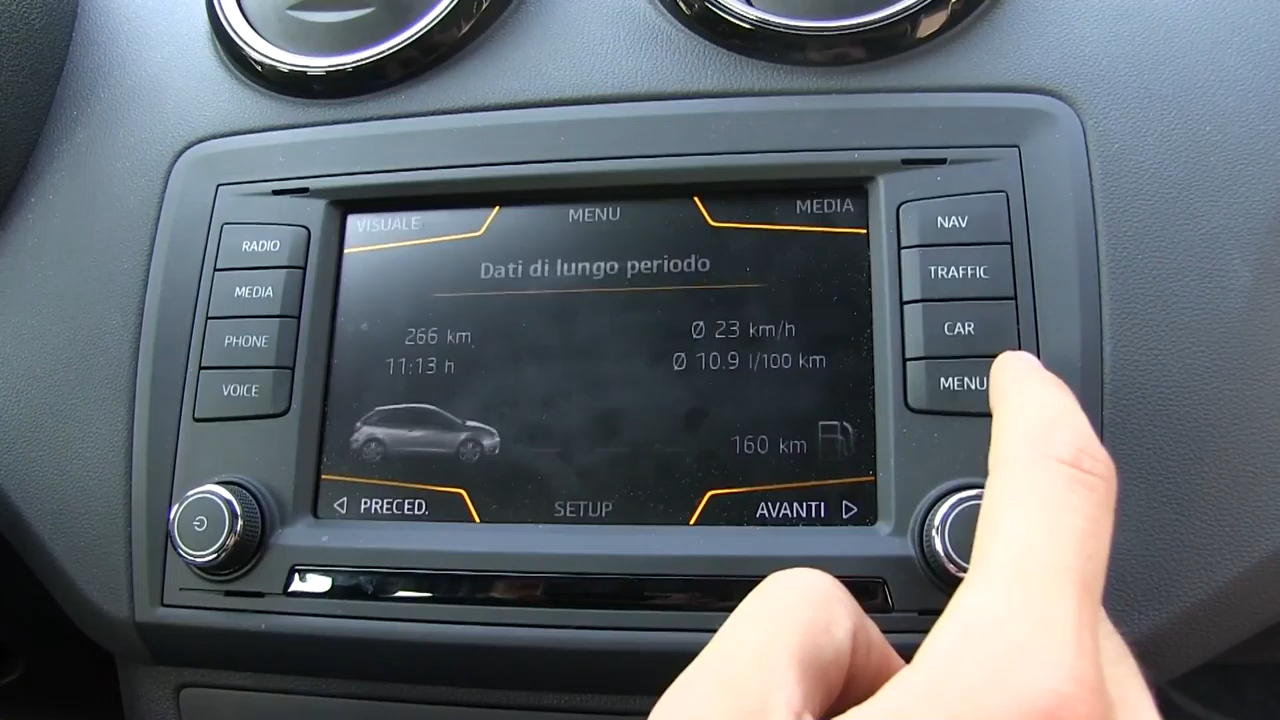 RADIO
MEDIA
PHONE
VOICE
VISUALE
MENU
MEDIA
Dati di lungo periodo
266 km
11:13 h
Ø 23 km/h
Ø 10.9 l/100 km
160 km
PRECED.
SETUP
AVANTI
NAV
TRAFFIC
CAR
MENU